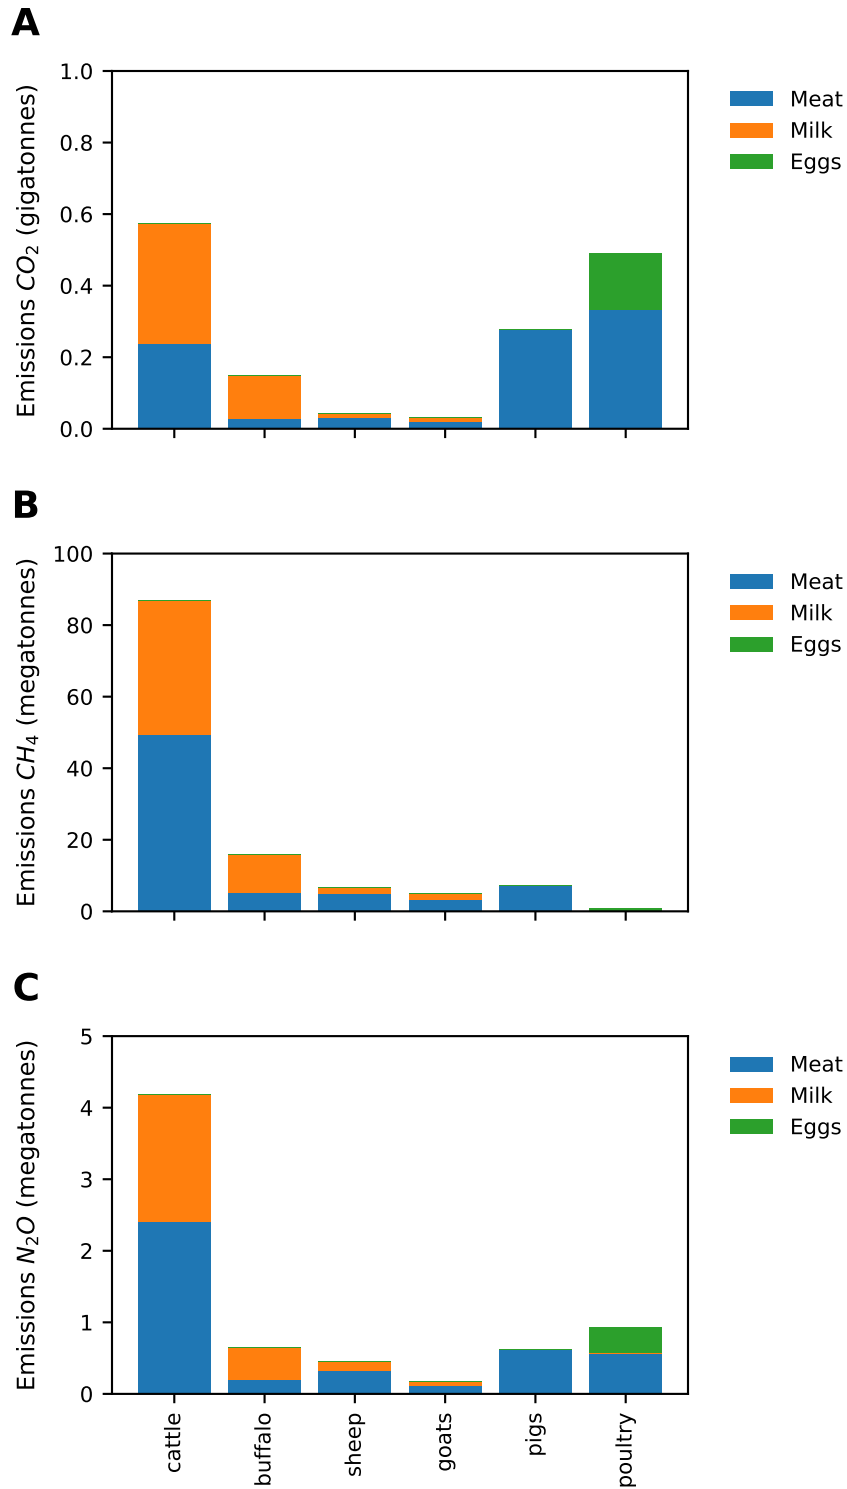 A
Emissions CO2 (gigatonnes)
1.0
0.8
0.6
0.4
0.2
0.0
Meat
Milk
Eggs
B
Emissions CH4 (megatonnes)
100
80
60
40
20
0
Meat
Milk
Eggs
C
Emissions N2O (megatonnes)
5
4
3
2
1
0
Meat
Milk
Eggs
cattle
buffalo
sheep
goats
pigs
poultry